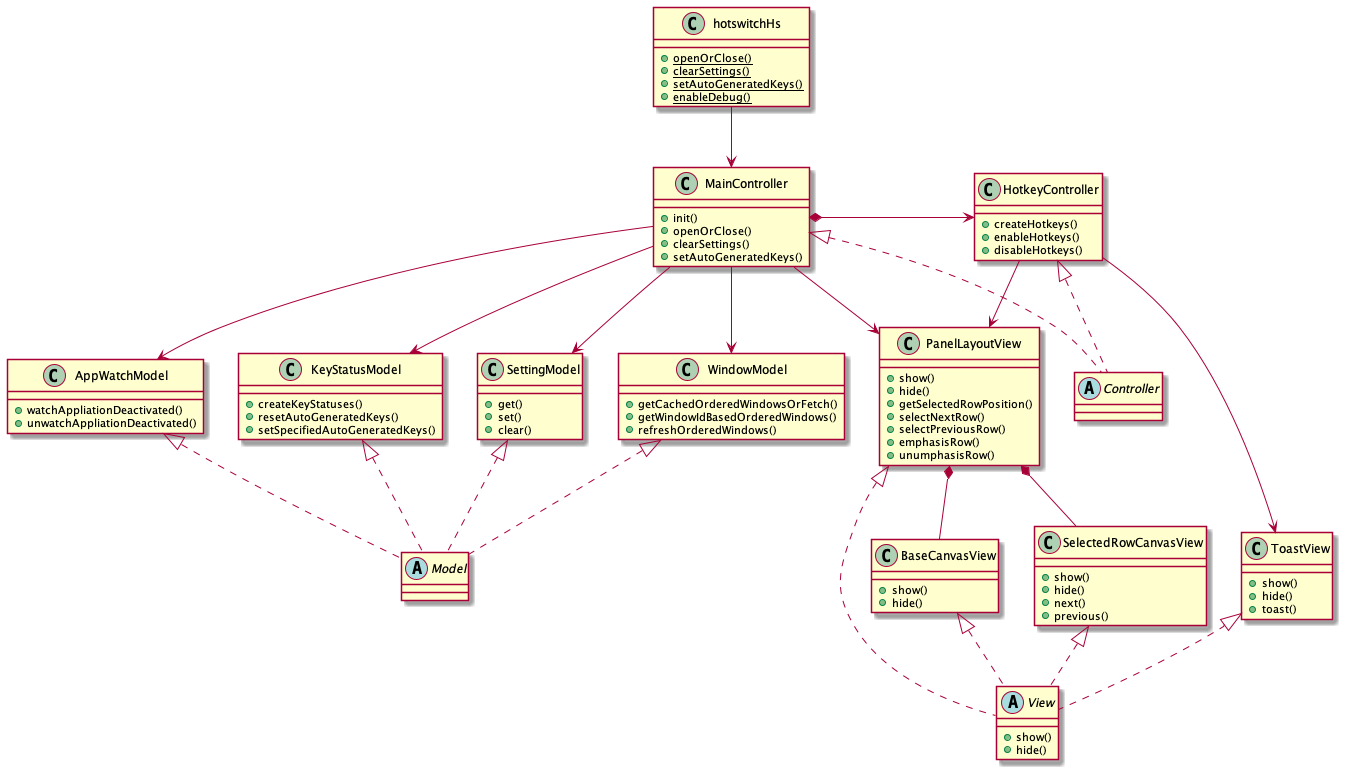 C hotswitchHs
openOrClose()
clearSettings()
setAutoGeneratedKeys()
enableDebug()
C MainController
init()
openOrClose()
clearSettings()
setAutoGeneratedKeys()
C HotkeyController
createHotkeys()
enableHotkeys()
disableHotkeys()
C AppWatchModel
watchAppliationDeactivated()
unwatchAppliationDeactivated()
C KeyStatusModel
createKeyStatuses()
resetAutoGeneratedKeys()
setSpecifiedAutoGeneratedKeys()
C SettingModel
get()
set()
clear()
C WindowModel
getCachedOrderedWindowsOrFetch()
getWindowIdBasedOrderedWindows()
refreshOrderedWindows()
C PanelLayoutView
show()
hide()
getSelectedRowPosition()
selectNextRow()
selectPreviousRow()
emphasisRow()
unumphasisRow()
A Controller
A Model
C BaseCanvasView
show()
hide()
C SelectedRowCanvasView
show()
hide()
next()
previous()
C ToastView
show()
hide()
toast()
A View
show()
hide()